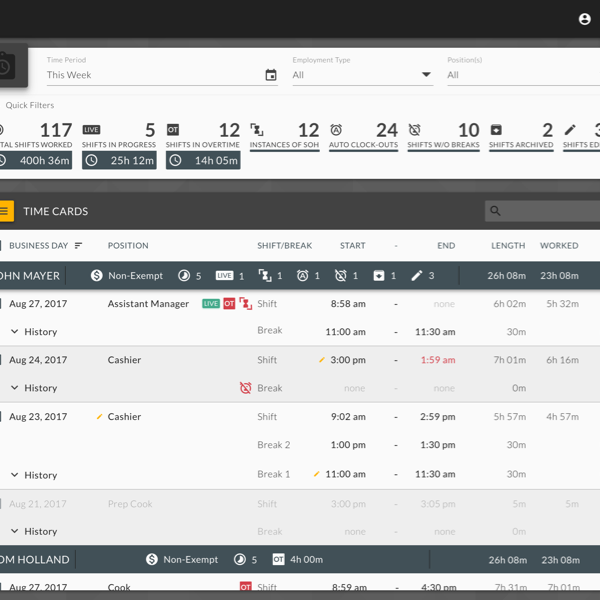 Time Period Employment Type Position(s)
This Week All All
Quick Filters
117 LIVE 5 OT 12 12 24 10 2
TAL SHIFTS WORKED SHIFTS IN PROGRESS SHIFTS IN OVERTIME INSTANCES OF SOH AUTO CLOCK-OUTS SHIFTS W/O BREAKS SHIFTS ARCHIVED SHIFTS ED
400h 36m 25h 12m 14h 05m
TIME CARDS
BUSINESS DAY POSITION SHIFT/BREAK START - END LENGTH WORKED
OHN MAYER Non-Exempt 5 LIVE 1 1 1 1 1 3 26h 08m 23h 08m
Aug 27, 2017 Assistant Manager LIVE OT Shift 8:58 am - none 6h 02m 5h 32m
History Break 11:00 am - 11:30 am 30m
Aug 24, 2017 Cashier Shift 3:00 pm - 1:59 am 7h 01m 6h 16m
History Break none - none 0m
Aug 23, 2017 Cashier Shift 9:02 am - 2:59 pm 5h 57m 4h 57m
Break 2 1:00 pm - 1:30 pm 30m
History Break 1 11:00 am - 11:30 am 30m
Aug 21, 2017 Prep Cook Shift 3:00 pm - 3:05 pm 5m 5m
History Break none - none 0m
OM HOLLAND Non-Exempt 5 OT 4h 00m 26h 08m 23h 08m
Aug 27, 2017 Cook OT Shift 8:59 am - 4:30 pm 7h 31m 7h 01m